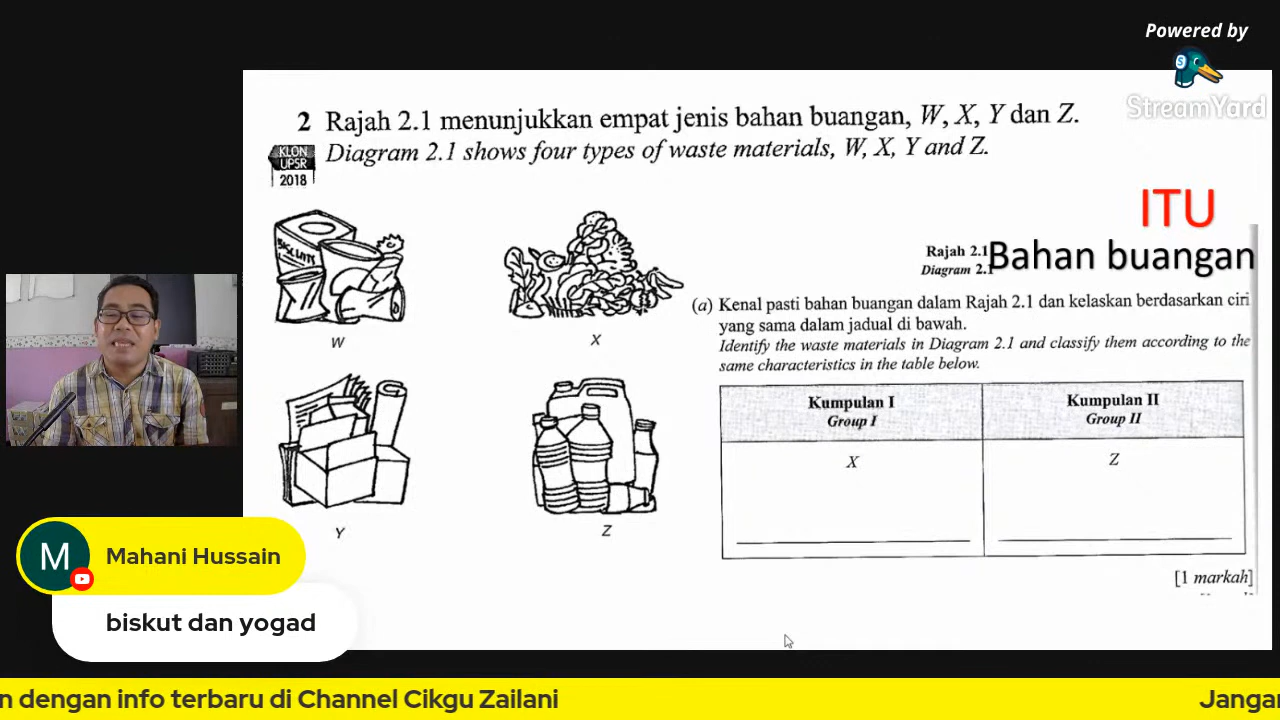 Powered by
StreamYard
2 Rajah 2.1 menunjukkan empat jenis bahan buangan, W, X, Y dan Z.
Diagram 2.1 shows four types of waste materials, W, X, Y and Z.
KLON
UPSR
2018
ITU
Bahan buangan
Rajah 2.1
Diagram 2.1
W
X
Y
Z
(a) Kenal pasti bahan buangan dalam Rajah 2.1 dan kelaskan berdasarkan ciri
yang sama dalam jadual di bawah.
Identify the waste materials in Diagram 2.1 and classify them according to the
same characteristics in the table below.
Kumpulan I
Group I
Kumpulan II
Group II
X
Z
[1 markah]
M
Mahani Hussain
biskut dan yogad
n dengan info terbaru di Channel Cikgu Zailani
Jangan